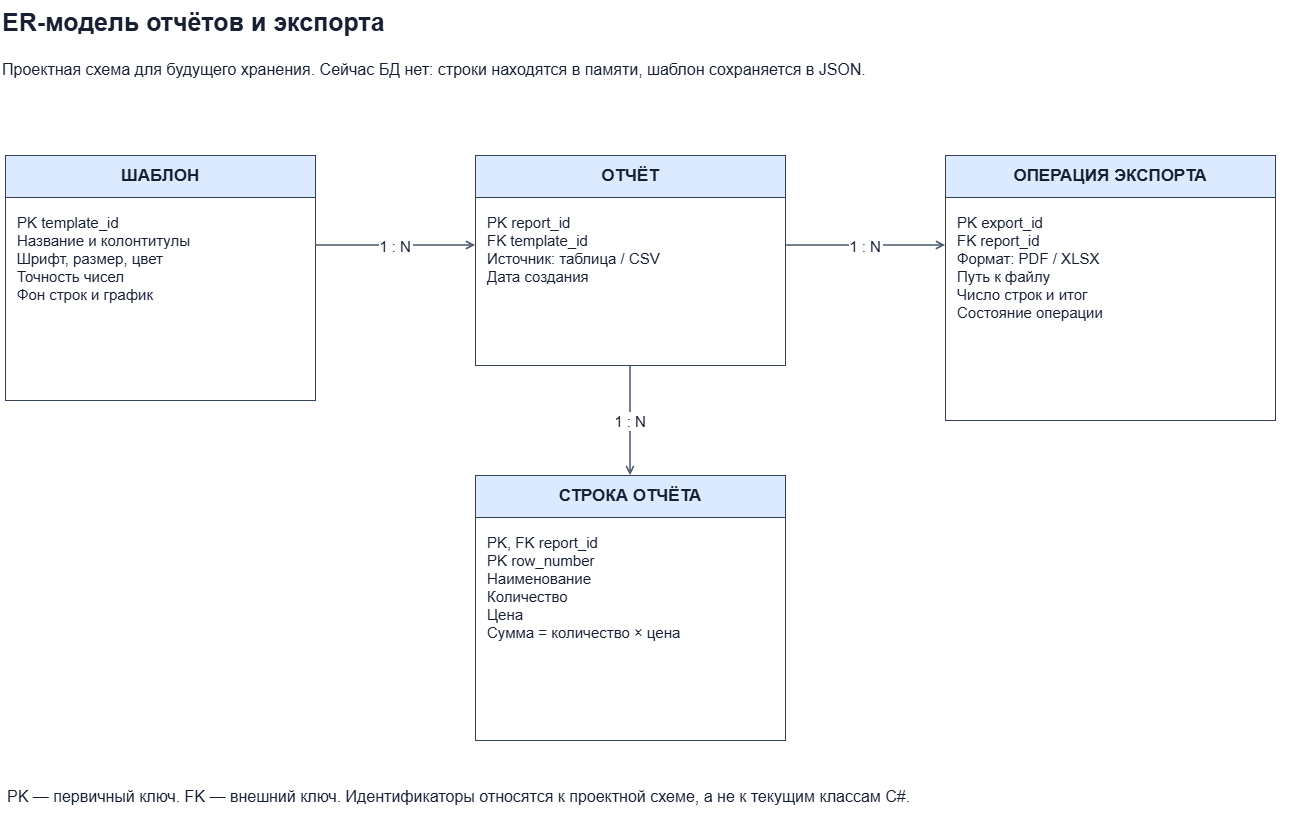 ER-модель отчётов и экспорта
Проектная схема для будущего хранения. Сейчас БД нет: строки находятся в памяти, шаблон сохраняется в JSON.
ШАБЛОН
PK template_id
Название и колонтитулы
Шрифт, размер, цвет
Точность чисел
Фон строк и график
1 : N
ОТЧЁТ
PK report_id
FK template_id
Источник: таблица / CSV
Дата создания
1 : N
ОПЕРАЦИЯ ЭКСПОРТА
PK export_id
FK report_id
Формат: PDF / XLSX
Путь к файлу
Число строк и итог
Состояние операции
1 : N
СТРОКА ОТЧЁТА
PK, FK report_id
PK row_number
Наименование
Количество
Цена
Сумма = количество × цена
PK — первичный ключ. FK — внешний ключ. Идентификаторы относятся к проектной схеме, а не к текущим классам C#.